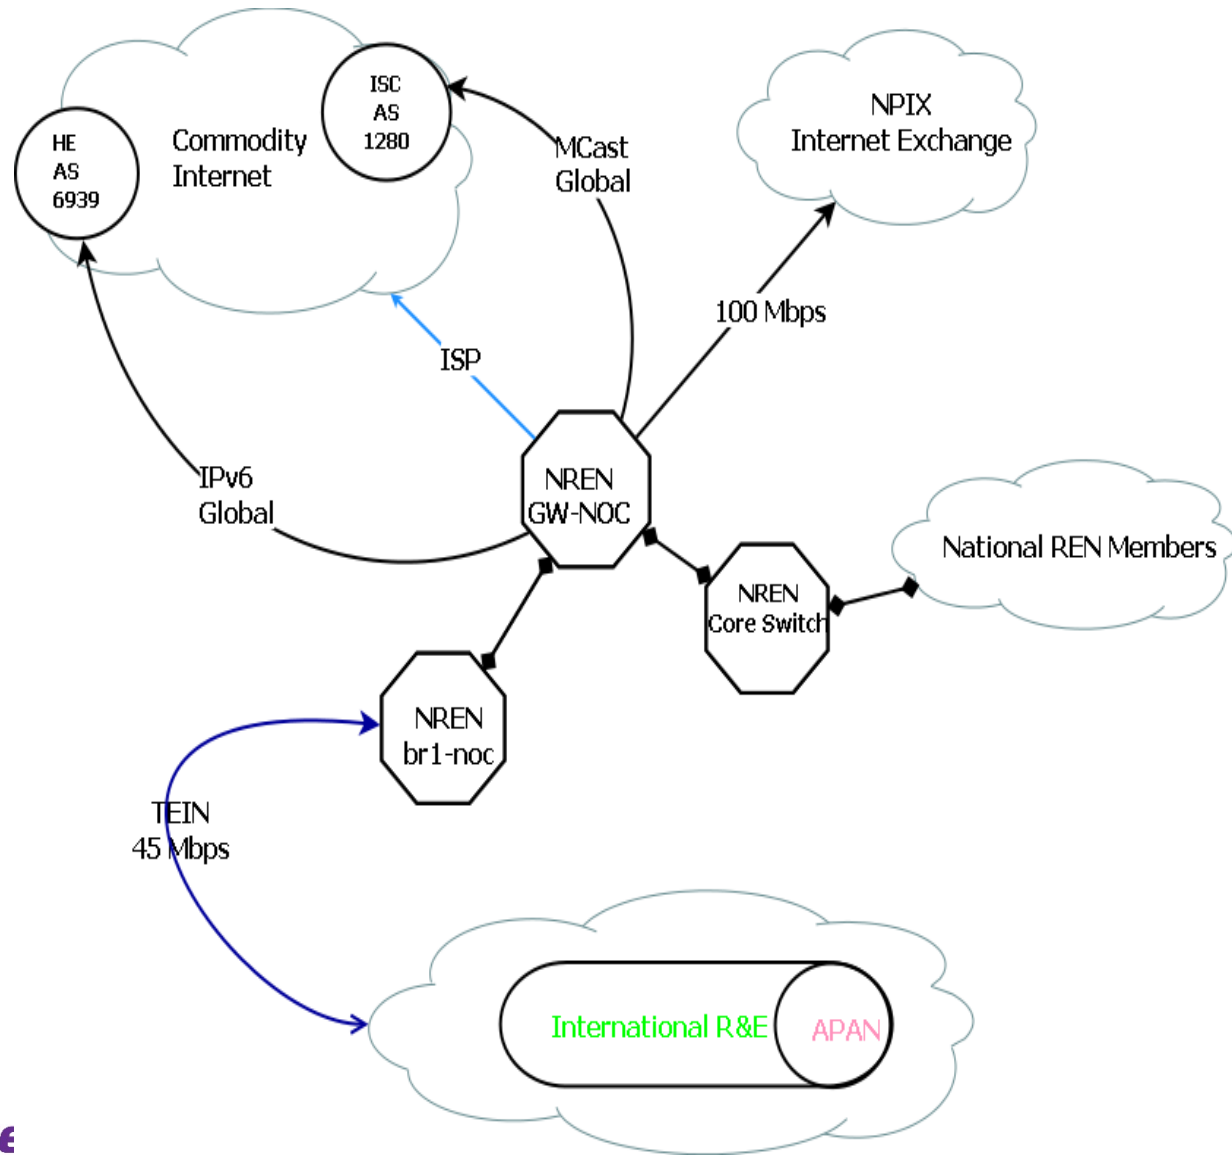 ISC
AS
1280
HE
AS
6939
Commodity
Internet
MCast
Global
NPIX
Internet Exchange
100 Mbps
ISP
IPv6
Global
NREN
GW-NOC
National REN Members
NREN
Core Switch
NREN
br1-noc
TEIN
45 Mbps
International R&E
APAN